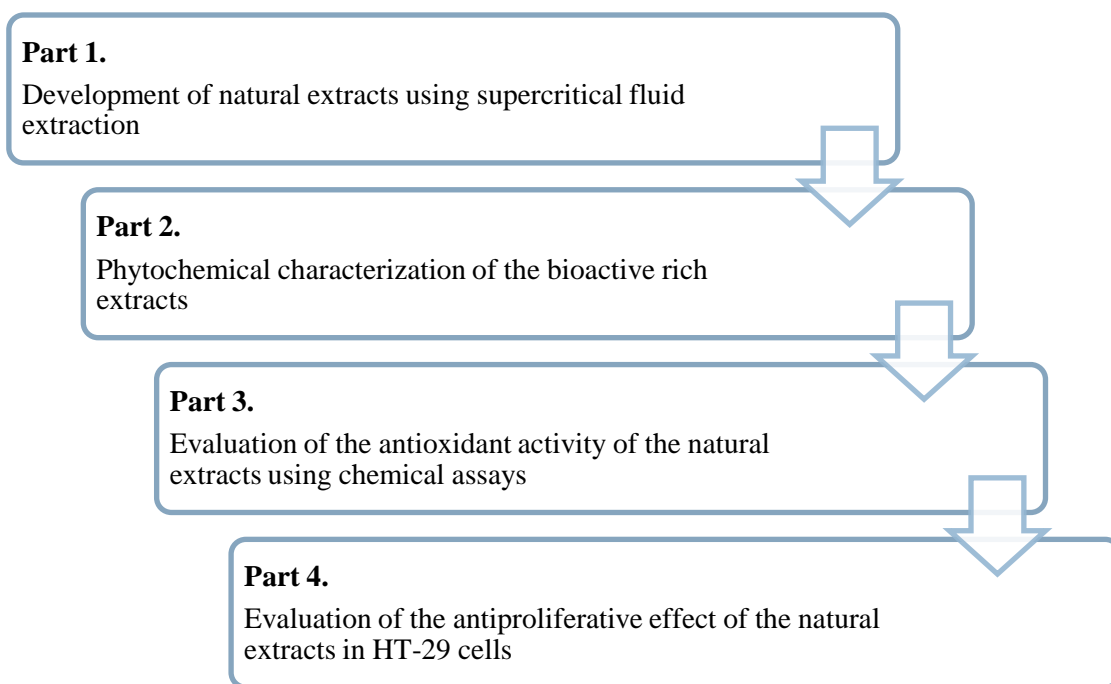 Part 1.
Development of natural extracts using supercritical fluid
extraction
Part 2.
Phytochemical characterization of the bioactive rich
extracts
Part 3.
Evaluation of the antioxidant activity of the natural
extracts using chemical assays
Part 4.
Evaluation of the antiproliferative effect of the natural
extracts in HT-29 cells